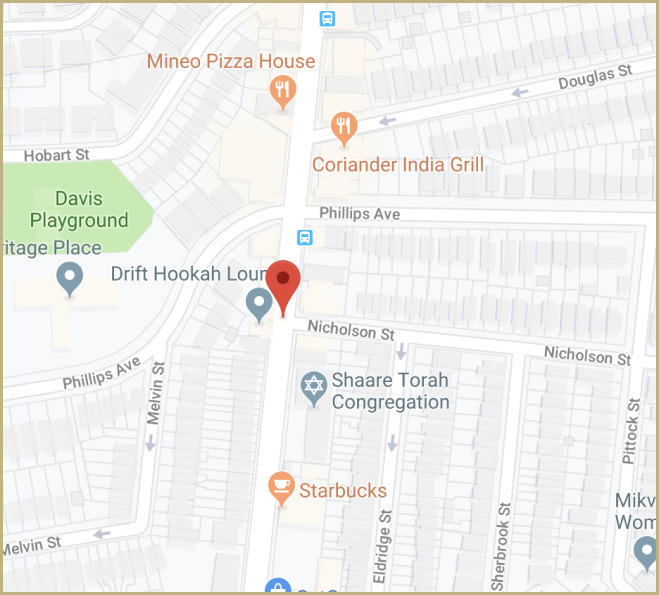 Mineo Pizza House
Douglas St
Coriander India Grill
Hobart St
Davis
Playground
Phillips Ave
ritage Place
Drift Hookah Loun
Nicholson St
Nicholson St
Phillips Ave
Melvin St
Shaare Torah
Congregation
Pittock St
Starbucks
Mikv
Wom
Eldridge St
Sherbrook St
Melvin St